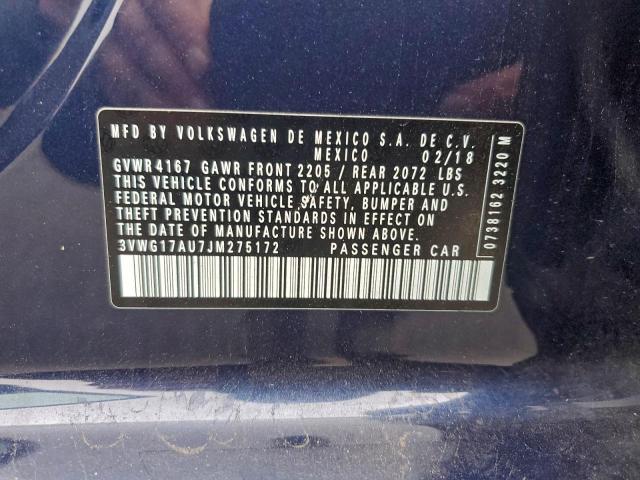 MFD BY VOLKSWAGEN DE MEXICO S.A. DE C.V.
MEXICO 02/18
GVWR 4167 GAWR FRONT 2205 / REAR 2072 LBS
THIS VEHICLE CONFORMS TO ALL APPLICABLE U.S.
FEDERAL MOTOR VEHICLE SAFETY, BUMPER AND
THEFT PREVENTION STANDARDS IN EFFECT ON
THE DATE OF MANUFACTURE SHOWN ABOVE.
3VWG17AU7JM275172 PASSENGER CAR
0738162 3220 M